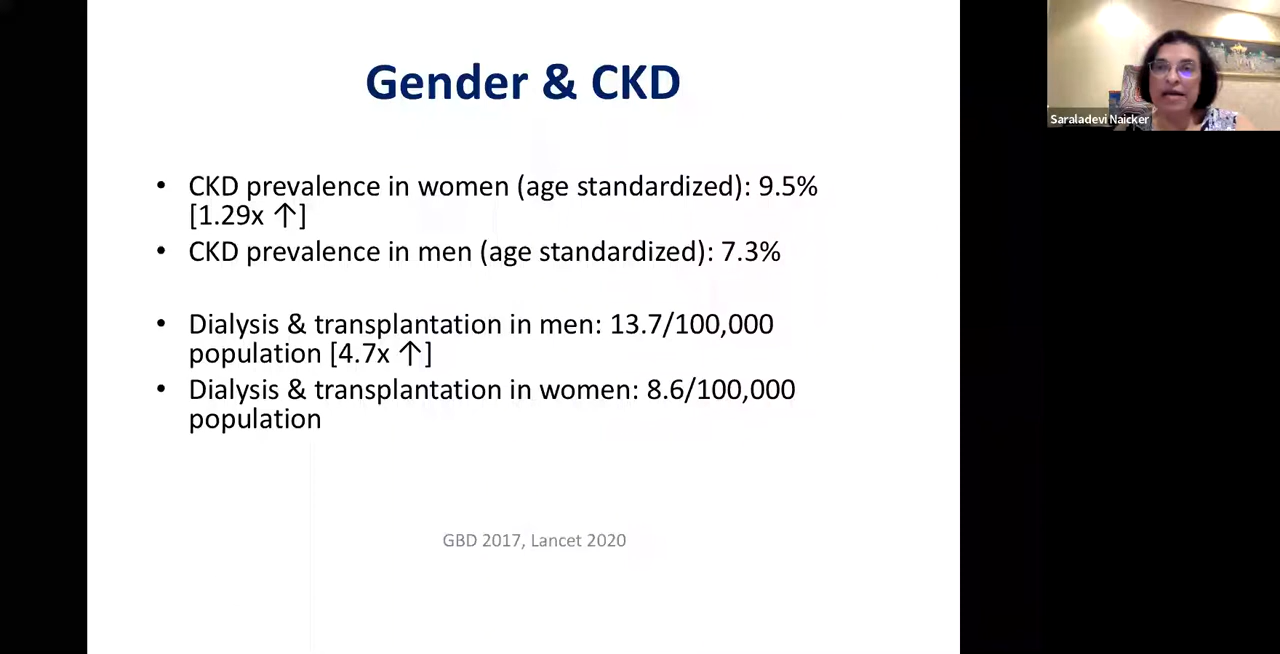 Gender & CKD
• CKD prevalence in women (age standardized): 9.5%
[1.29x ↑]
• CKD prevalence in men (age standardized): 7.3%
• Dialysis & transplantation in men: 13.7/100,000
population [4.7x ↑]
• Dialysis & transplantation in women: 8.6/100,000
population
GBD 2017, Lancet 2020
Saraladevi Naicker